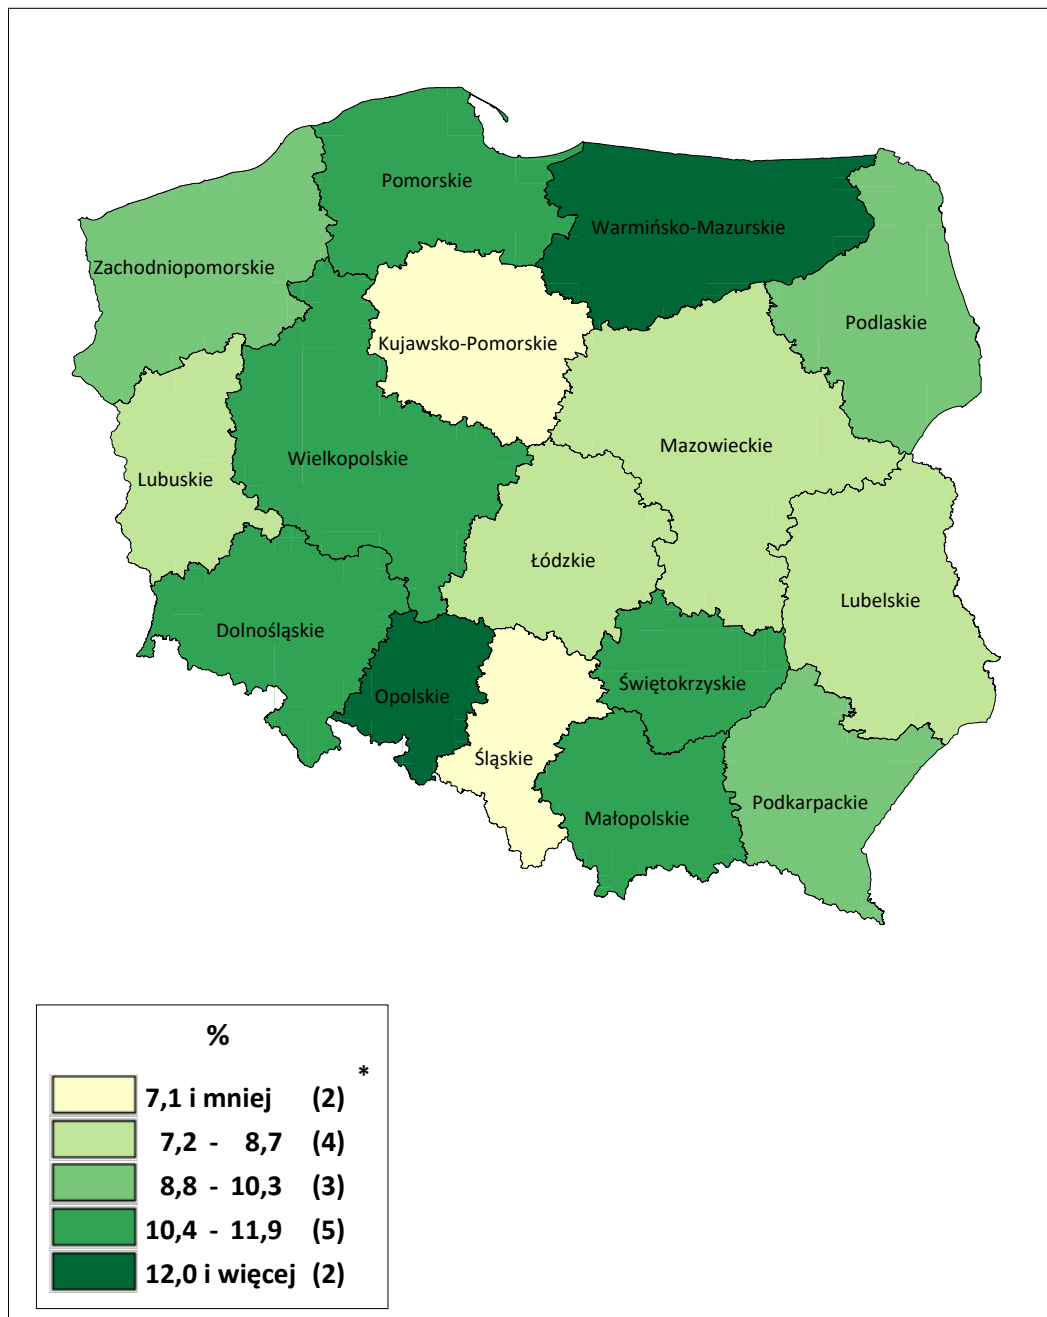 Pomorskie
Warmińsko-Mazurskie
Zachodniopomorskie
Podlaskie
Kujawsko-Pomorskie
Mazowieckie
Wielkopolskie
Lubuskie
Łódzkie
Lubelskie
Dolnośląskie
Świętokrzyskie
Opolskie
Śląskie
Podkarpackie
Małopolskie
%
*
7,1 i mniej (2)
7,2 - 8,7 (4)
8,8 - 10,3 (3)
10,4 - 11,9 (5)
12,0 i więcej (2)